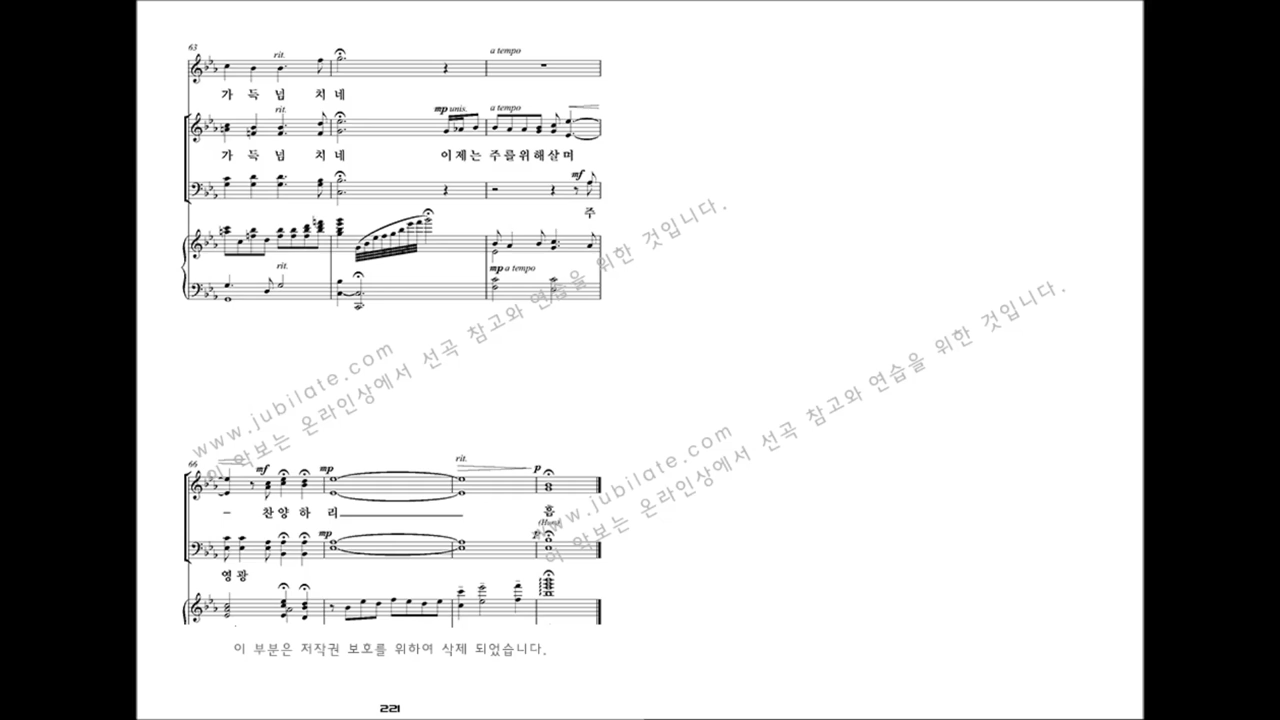 63
rit.
a tempo
가 득 넘 치 네
rit.
mp unis.
a tempo
가 득 넘 치 네 이 제 는 주 를 위 해 살 며
mf
주
rit.
mp a tempo
www.jubilate.com
이 악보는 온라인상에서 선곡 참고와 연습을 위한 것입니다.
www.jubilate.com
이 악보는 온라인상에서 선곡 참고와 연습을 위한 것입니다.
66
mf
mp
rit.
p
- 찬 양 하 리 흠
(Hum)
mp
p
영 광
이 부분은 저작권 보호를 위하여 삭제 되었습니다.
221